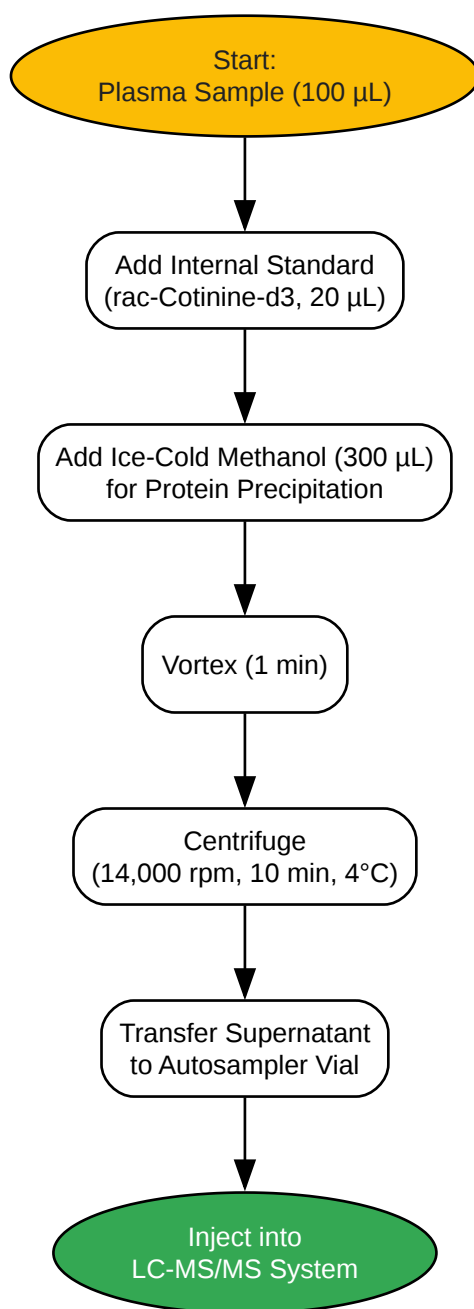 Start:
Plasma Sample (100 µL)
Add Internal Standard
(rac-Cotinine-d3, 20 µL)
Add Ice-Cold Methanol (300 µL)
for Protein Precipitation
Vortex (1 min)
Centrifuge
(14,000 rpm, 10 min, 4°C)
Transfer Supernatant
to Autosampler Vial
Inject into
LC-MS/MS System